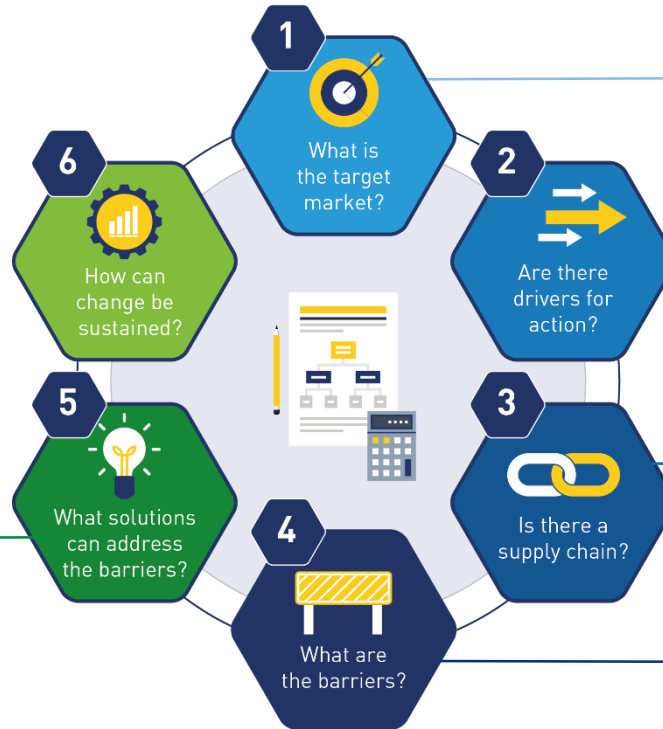 1
What is
the target
market?
2
Are there
drivers for
action?
3
Is there a
supply chain?
4
What are
the barriers?
5
What solutions
can address
the barriers?
6
How can
change be
sustained?